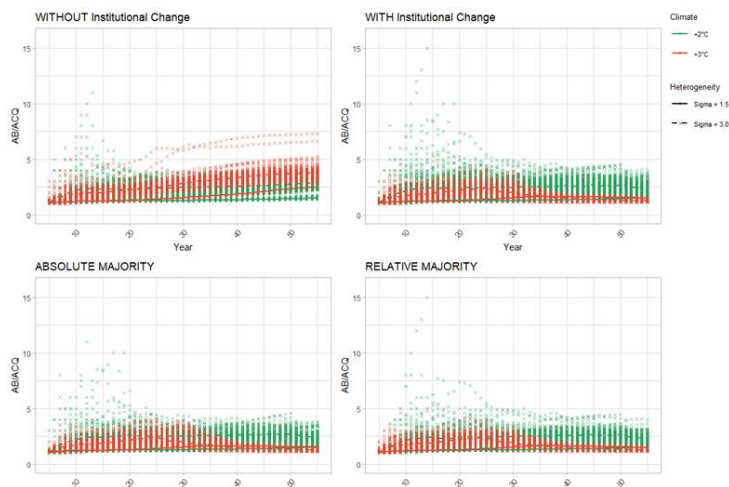 WITHOUT Institutional Change
WITH Institutional Change
15
10
5
0
AB/ACQ
10
20
30
40
50
Year
15
10
5
0
AB/ACQ
10
20
30
40
50
Year
Climate
+2°C
+3°C
Heterogeneity
Sigma = 1.5
Sigma = 3.0
ABSOLUTE MAJORITY
RELATIVE MAJORITY
15
10
5
0
AB/ACQ
10
20
30
40
50
15
10
5
0
AB/ACQ
10
20
30
40
50